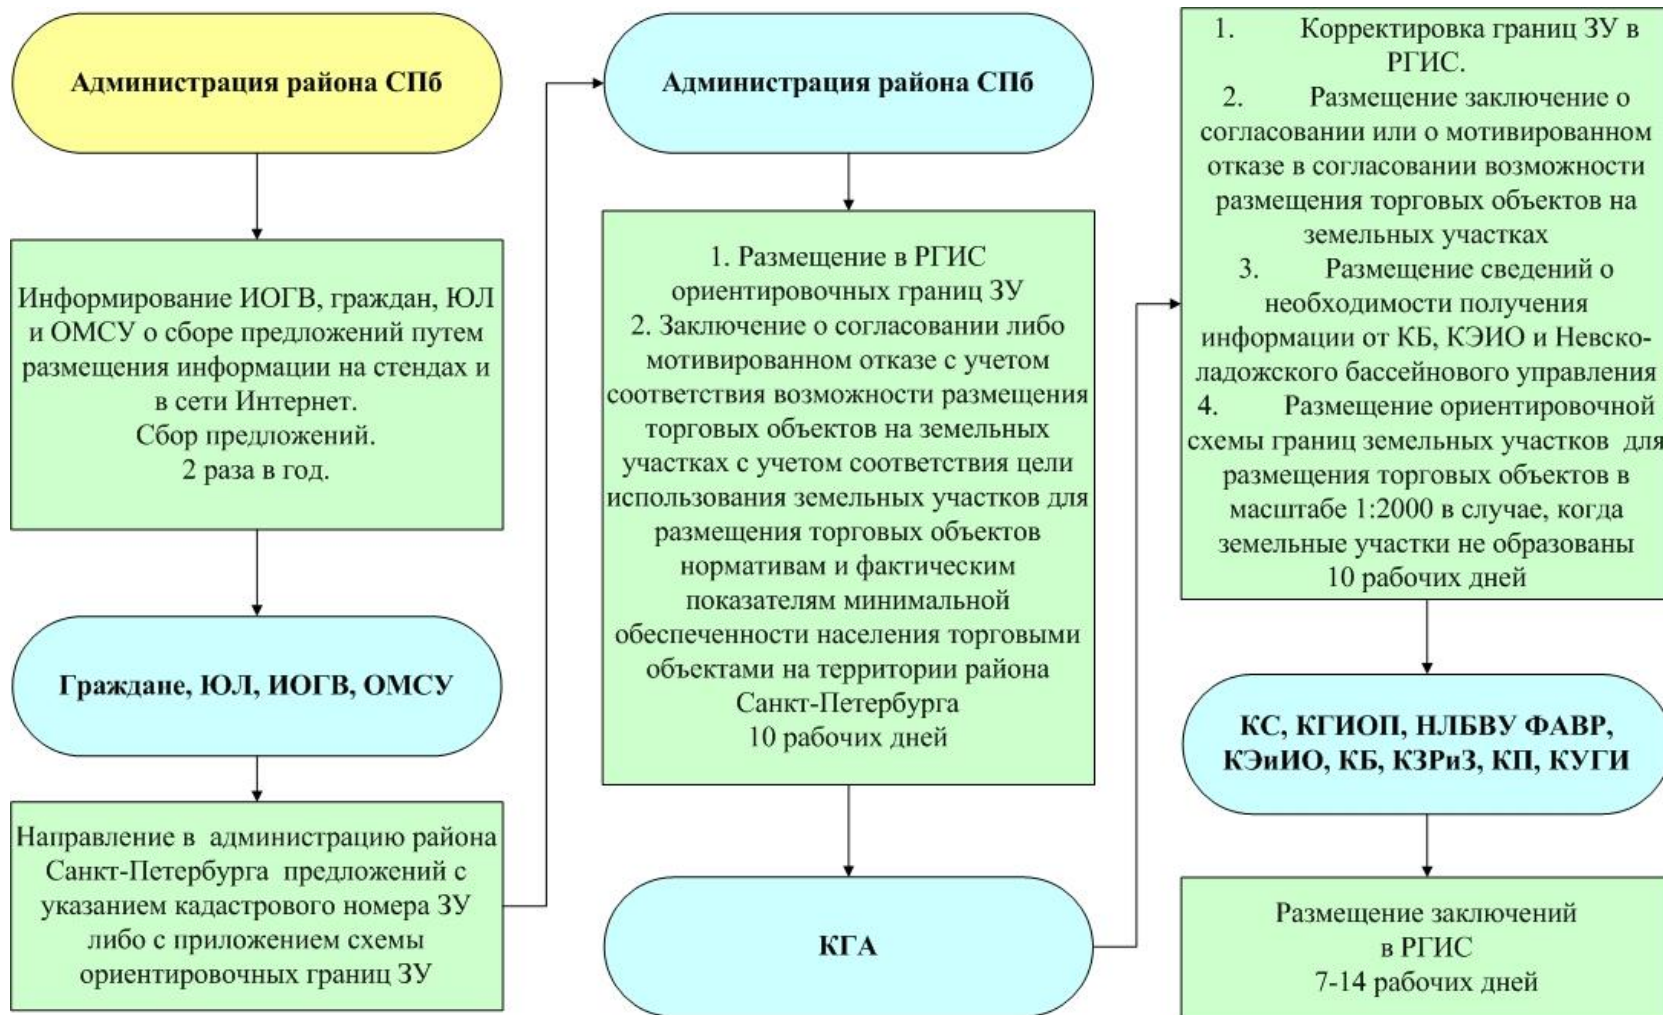 Администрация района СПб
Информирование ИОГВ, граждан, ЮЛ
и ОМСУ о сборе предложений путем
размещения информации на стендах и
в сети Интернет.
Сбор предложений.
2 раза в год.
Граждане, ЮЛ, ИОГВ, ОМСУ
Направление в администрацию района
Санкт-Петербурга предложений с
указанием кадастрового номера ЗУ
либо с приложением схемы
ориентировочных границ ЗУ
Администрация района СПб
1. Размещение в РГИС
ориентировочных границ ЗУ
2. Заключение о согласовании либо
мотивированном отказе с учетом
соответствия возможности размещения
торговых объектов на земельных
участках с учетом соответствия цели
использования земельных участков для
размещения торговых объектов
нормативам и фактическим
показателям минимальной
обеспеченности населения торговыми
объектами на территории района
Санкт-Петербурга
10 рабочих дней
КГА
1. Корректировка границ ЗУ в
РГИС.
2. Размещение заключение о
согласовании или о мотивированном
отказе в согласовании возможности
размещения торговых объектов на
земельных участках
3. Размещение сведений о
необходимости получения
информации от КБ, КЭИО и Невско-
ладожского бассейнового управления
4. Размещение ориентировочной
схемы границ земельных участков для
размещения торговых объектов в
масштабе 1:2000 в случае, когда
земельные участки не образованы
10 рабочих дней
КС, КГИОП, НЛБВУ ФАВР,
КЭиИО, КБ, КЗРиЗ, КП, КУГИ
Размещение заключений
в РГИС
7-14 рабочих дней